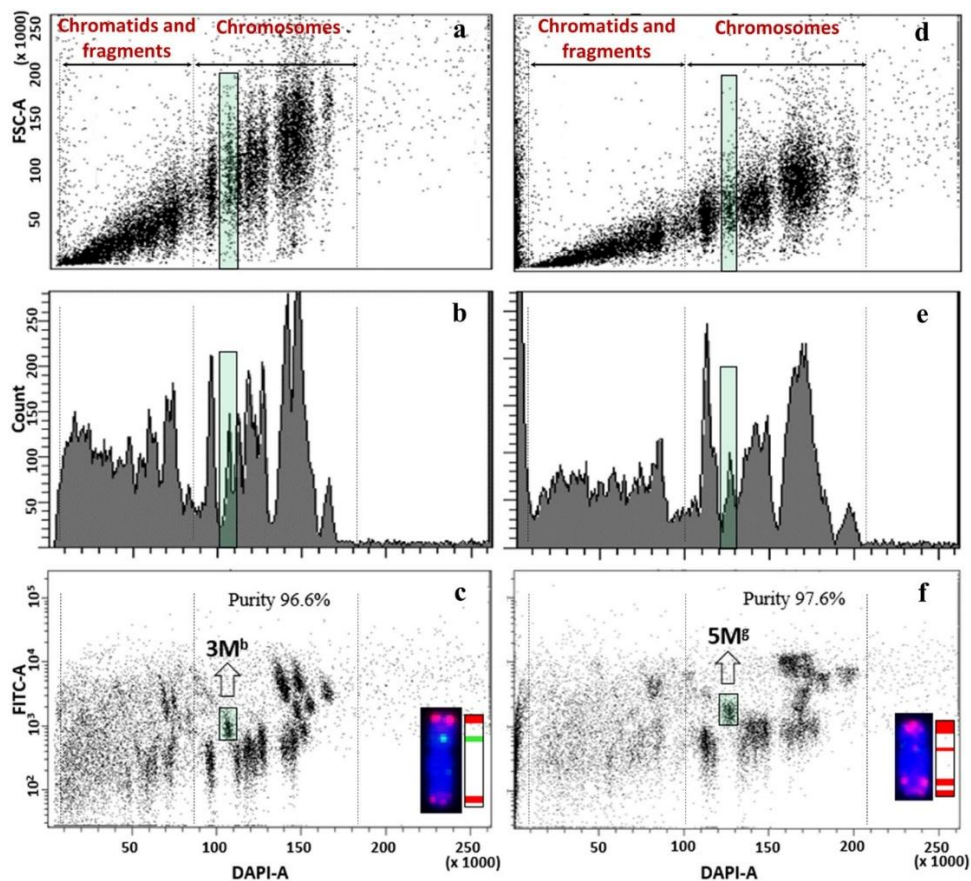 Chromatids and fragments
Chromosomes
a
(x 1000)
250
200
150
100
50
FSC-A
Chromatids and fragments
Chromosomes
d
b
250
200
150
100
50
Count
e
Purity 96.6%
c
3Mᵇ
10⁵
10⁴
10³
10²
FITC-A
50
100
150
200
250
(x 1000)
DAPI-A
Purity 97.6%
f
5Mᵍ
50
100
150
200
250
(x 1000)
DAPI-A